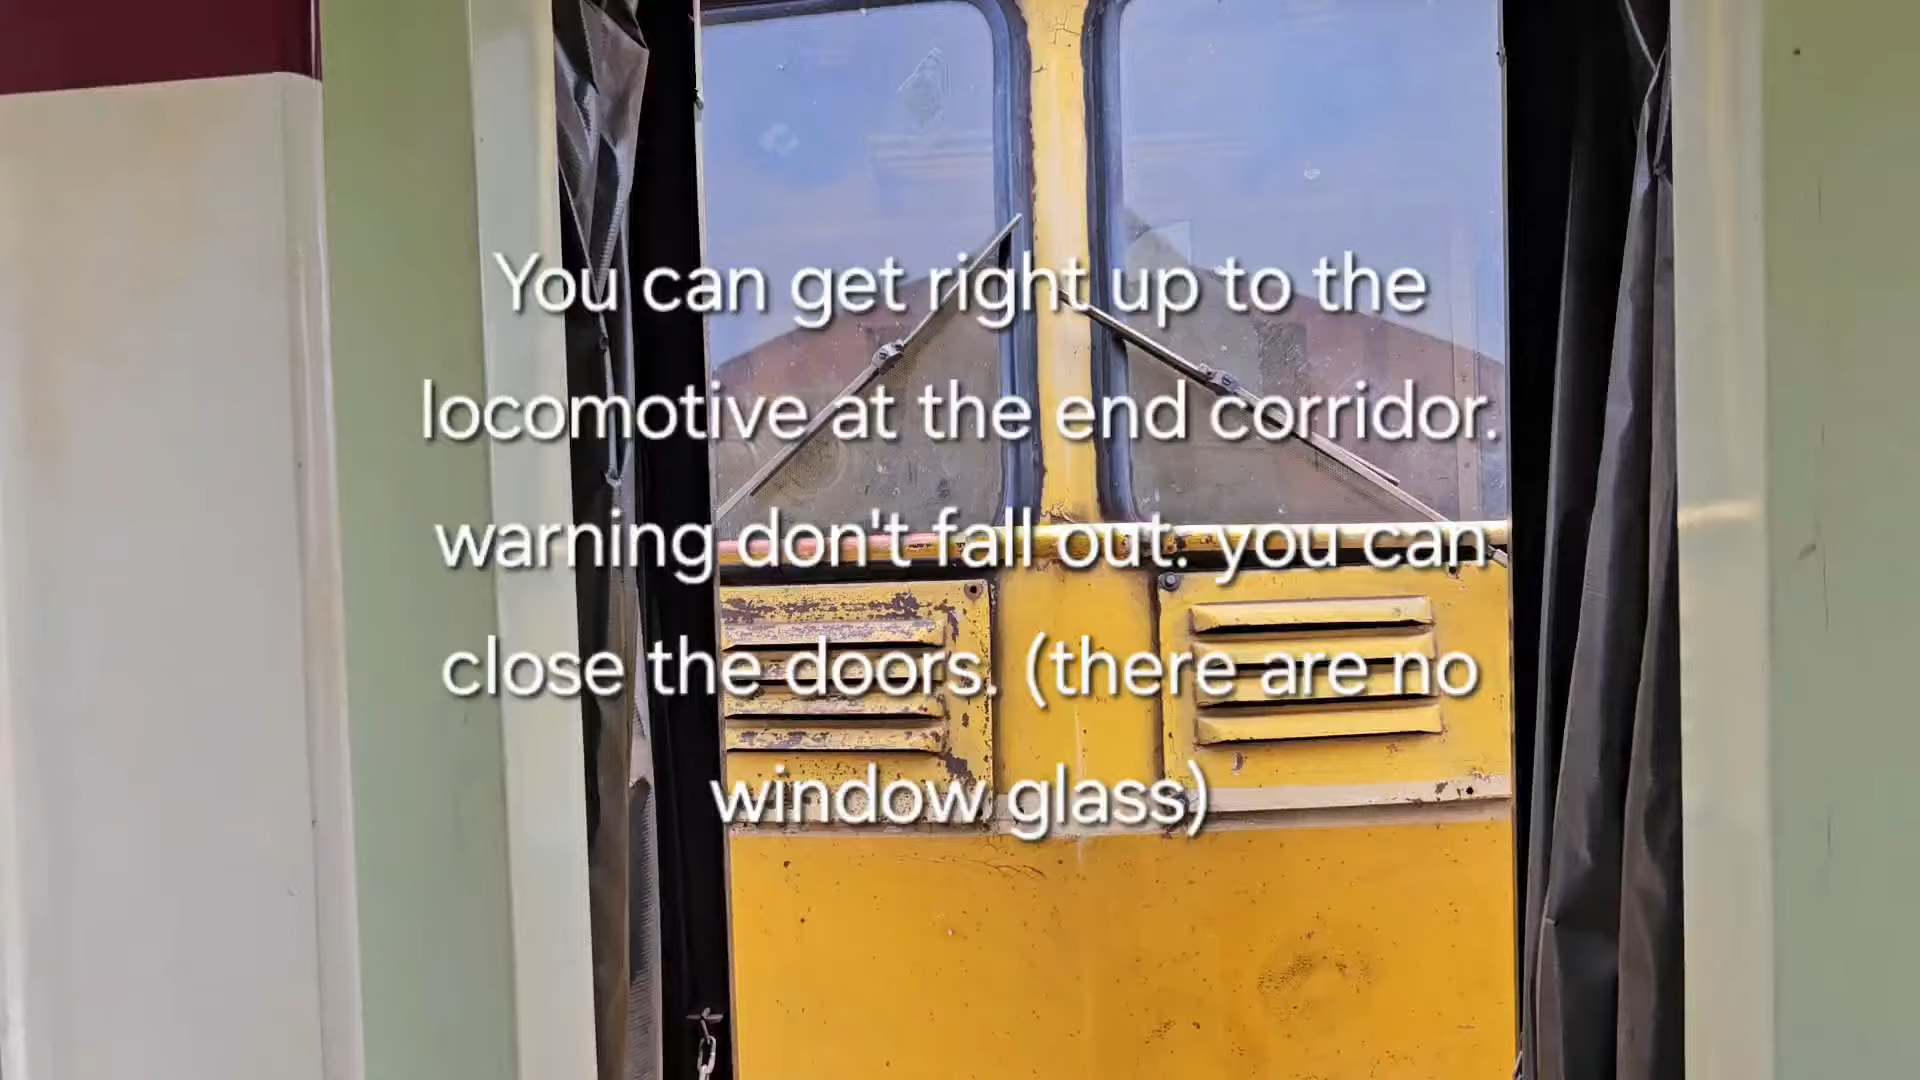 You can get right up to the
locomotive at the end corridor.
warning don't fall out. you can
close the doors. (there are no
window glass)